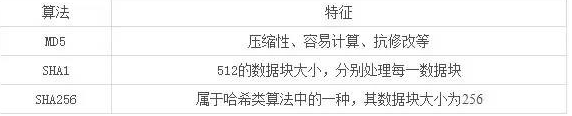 算法 特征
MD5 压缩性、容易计算、抗修改等
SHA1 512的数据块大小，分别处理每一数据块
SHA256 属于哈希类算法中的一种，其数据块大小为256